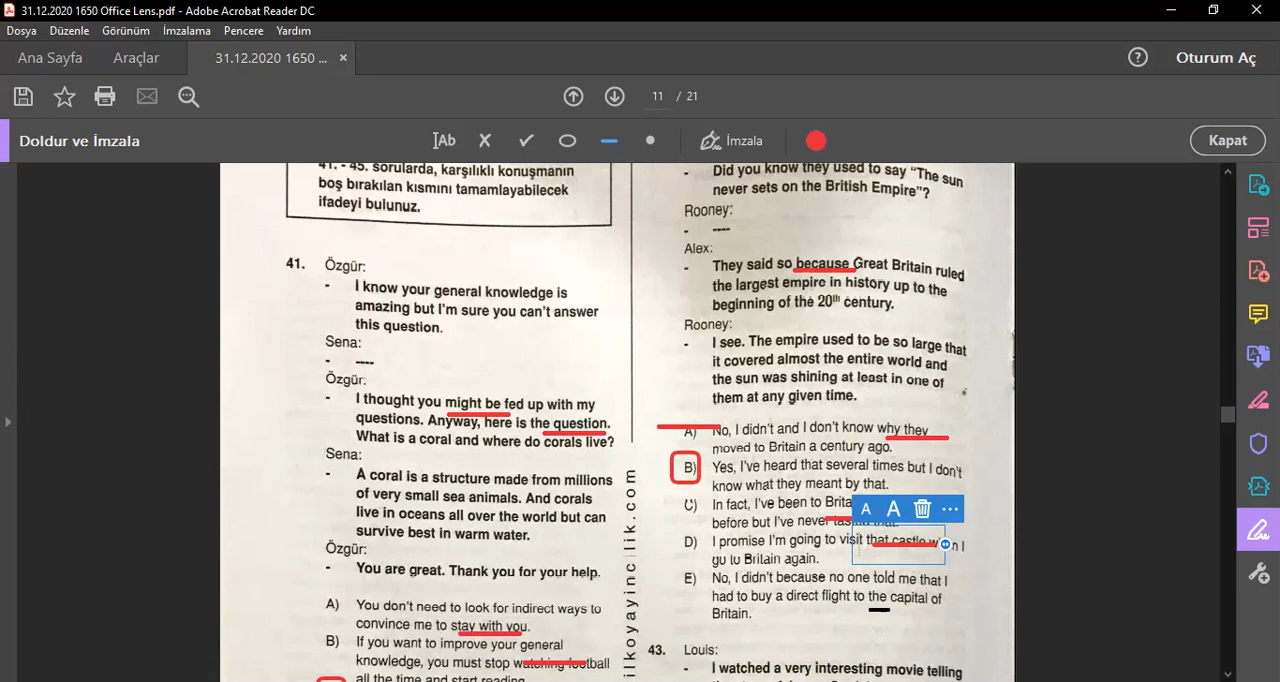 31.12.2020 1650 Office Lens.pdf - Adobe Acrobat Reader DC
Dosya Düzenle Görünüm İmzalama Pencere Yardım
Ana Sayfa Araçlar 31.12.2020 1650 ... × ? Oturum Aç
11 / 21
Doldur ve İmzala
Ab İmzala Kapat
41. - 45. sorularda, karşılıklı konuşmanın
boş bırakılan kısmını tamamlayabilecek
ifadeyi bulunuz.
41. Özgür:
- I know your general knowledge is
amazing but I'm sure you can't answer
this question.
Sena:
- ----
Özgür:
- I thought you might be fed up with my
questions. Anyway, here is the question.
What is a coral and where do corals live?
Sena:
- A coral is a structure made from millions
of very small sea animals. And corals
live in oceans all over the world but can
survive best in warm water.
Özgür:
- You are great. Thank you for your help.
A) You don't need to look for indirect ways to
convince me to stay with you.
B) If you want to improve your general
knowledge, you must stop watching football
all the time and start reading
ilkoyayincilik.com
- Did you know they used to say “The sun
never sets on the British Empire”?
Rooney:
- ----
Alex:
- They said so because Great Britain ruled
the largest empire in history up to the
beginning of the 20th century.
Rooney:
- I see. The empire used to be so large that
it covered almost the entire world and
the sun was shining at least in one of
them at any given time.
A) No, I didn't and I don't know why they
moved to Britain a century ago.
B) Yes, I've heard that several times but I don't
know what they meant by that.
C) In fact, I've been to
before but I've never
A A ...
D) I promise I'm going to visit that castle when I
go to Britain again.
E) No, I didn't because no one told me that I
had to buy a direct flight to the capital of
Britain.
43. Louis:
- I watched a very interesting movie telling